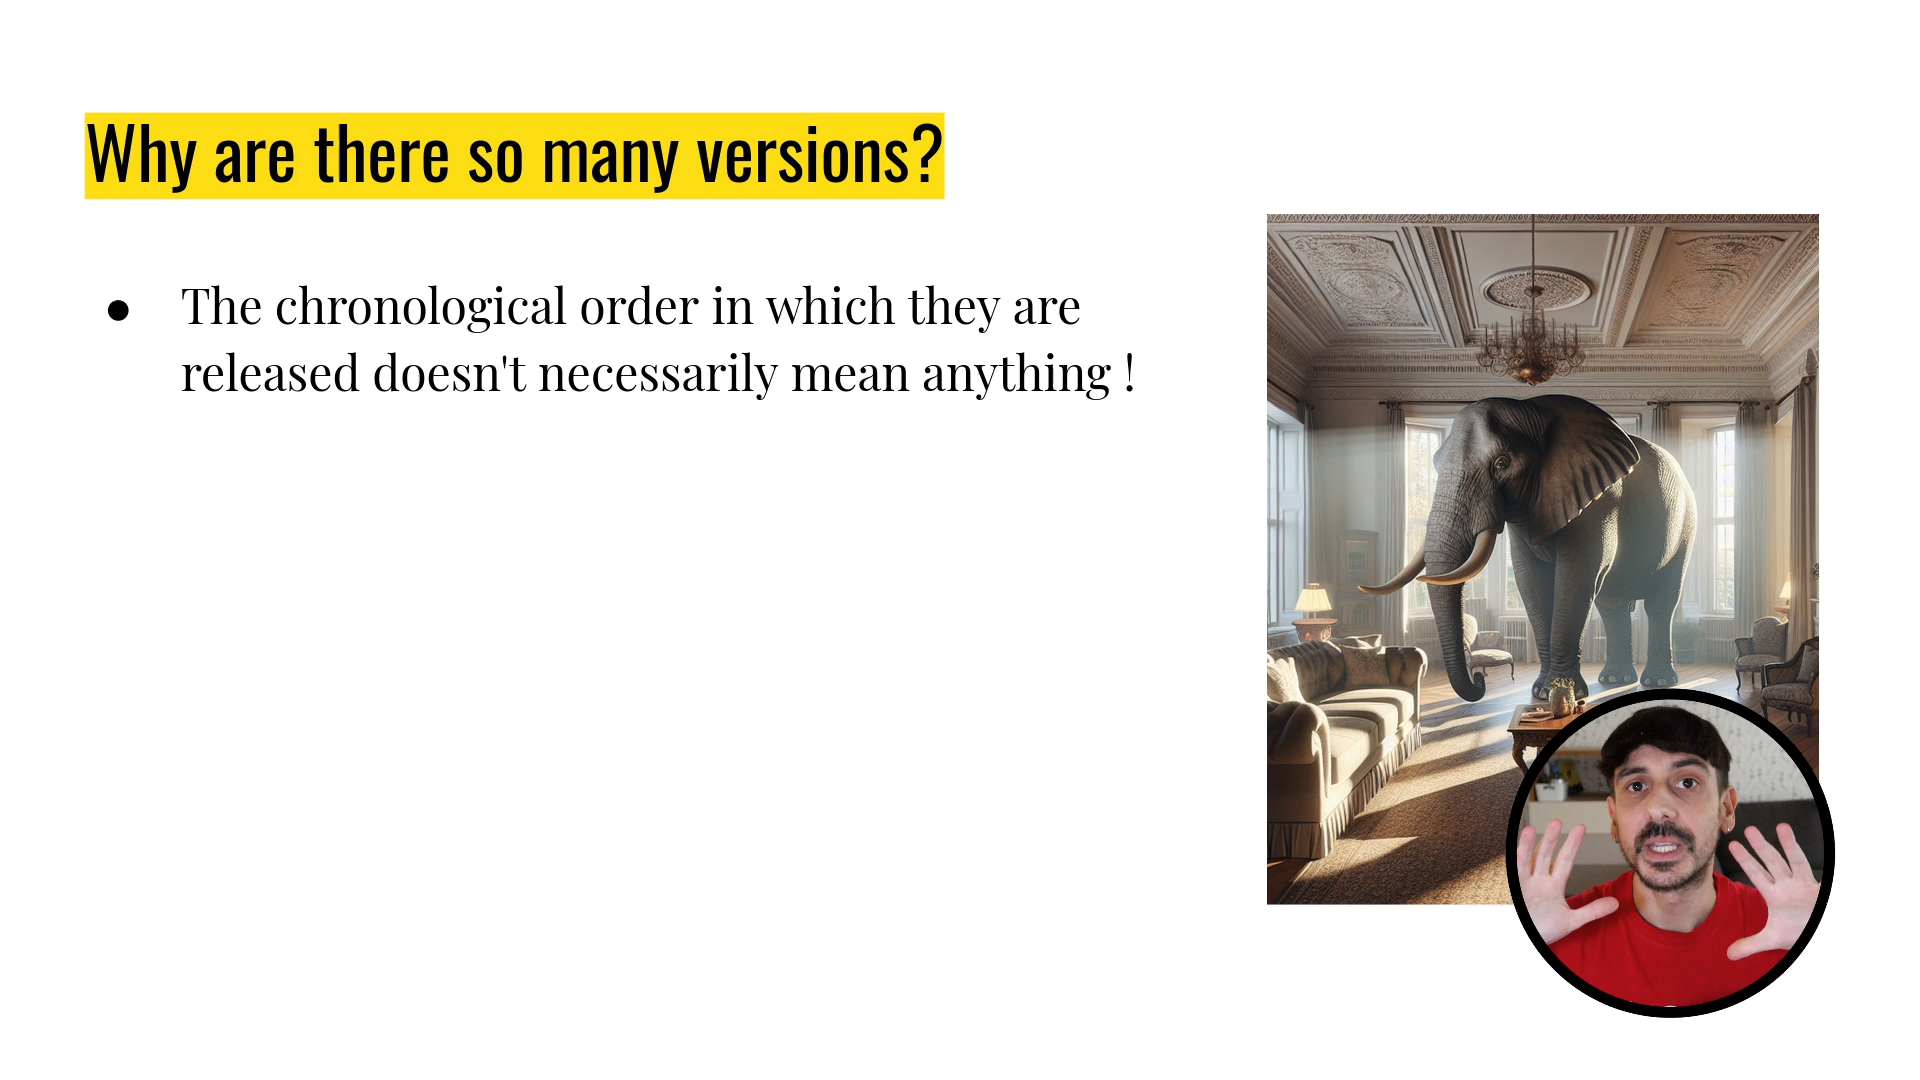 Why are there so many versions?
● The chronological order in which they are
released doesn't necessarily mean anything !